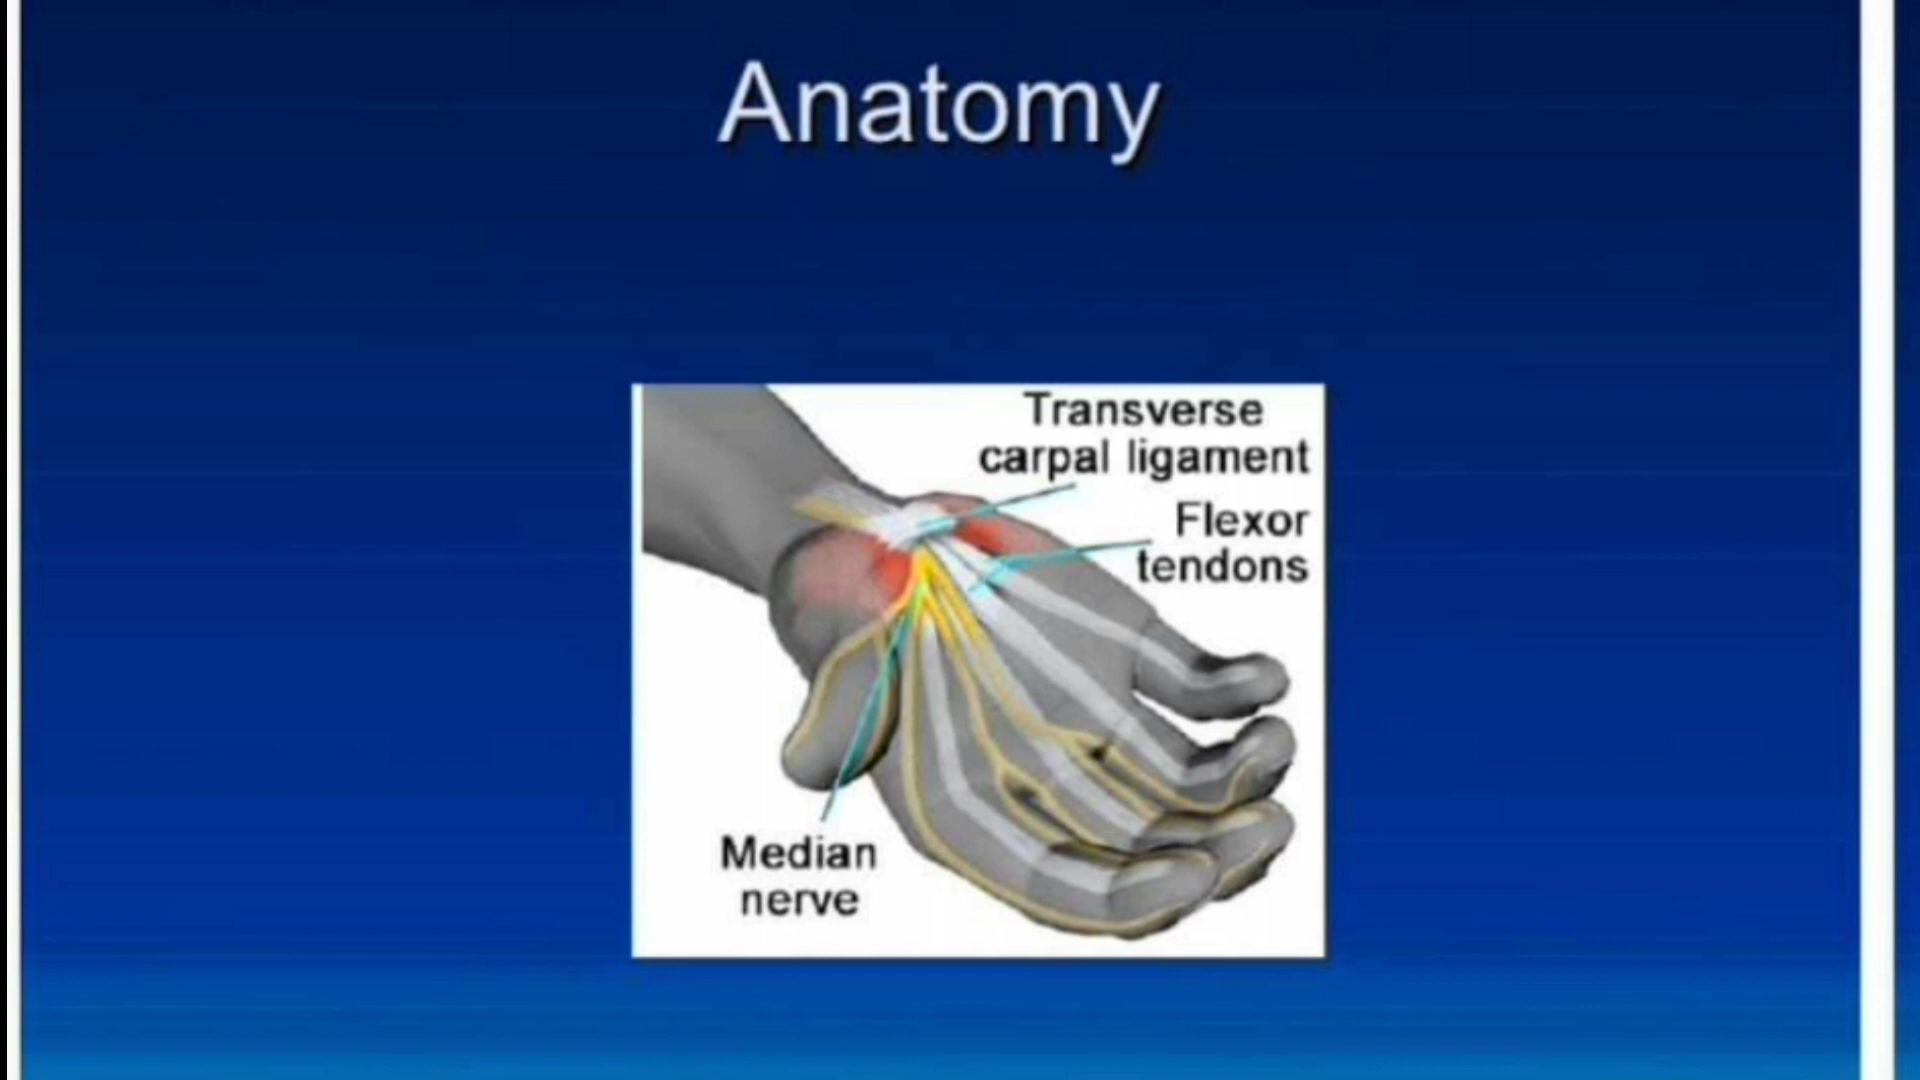 Anatomy
Transverse
carpal ligament
Flexor
tendons
Median
nerve